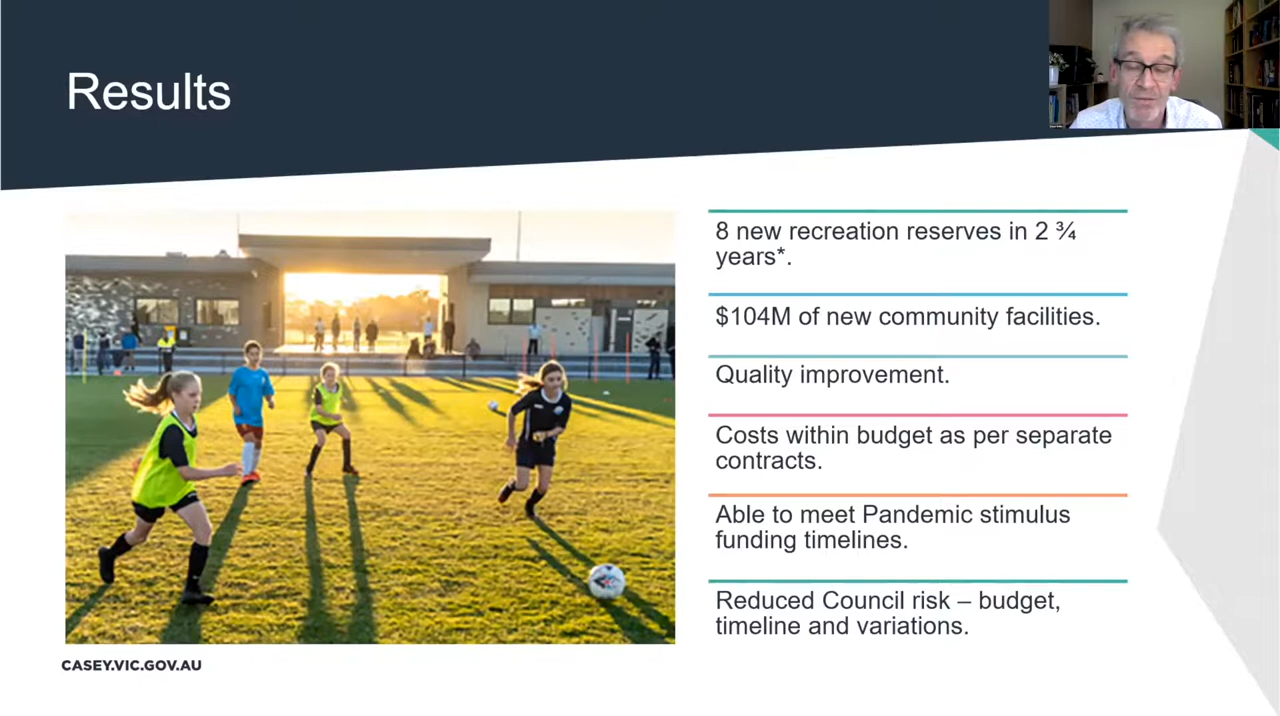 Results
8 new recreation reserves in 2 ¾
years*.
$104M of new community facilities.
Quality improvement.
Costs within budget as per separate
contracts.
Able to meet Pandemic stimulus
funding timelines.
Reduced Council risk – budget,
timeline and variations.
CASEY.VIC.GOV.AU